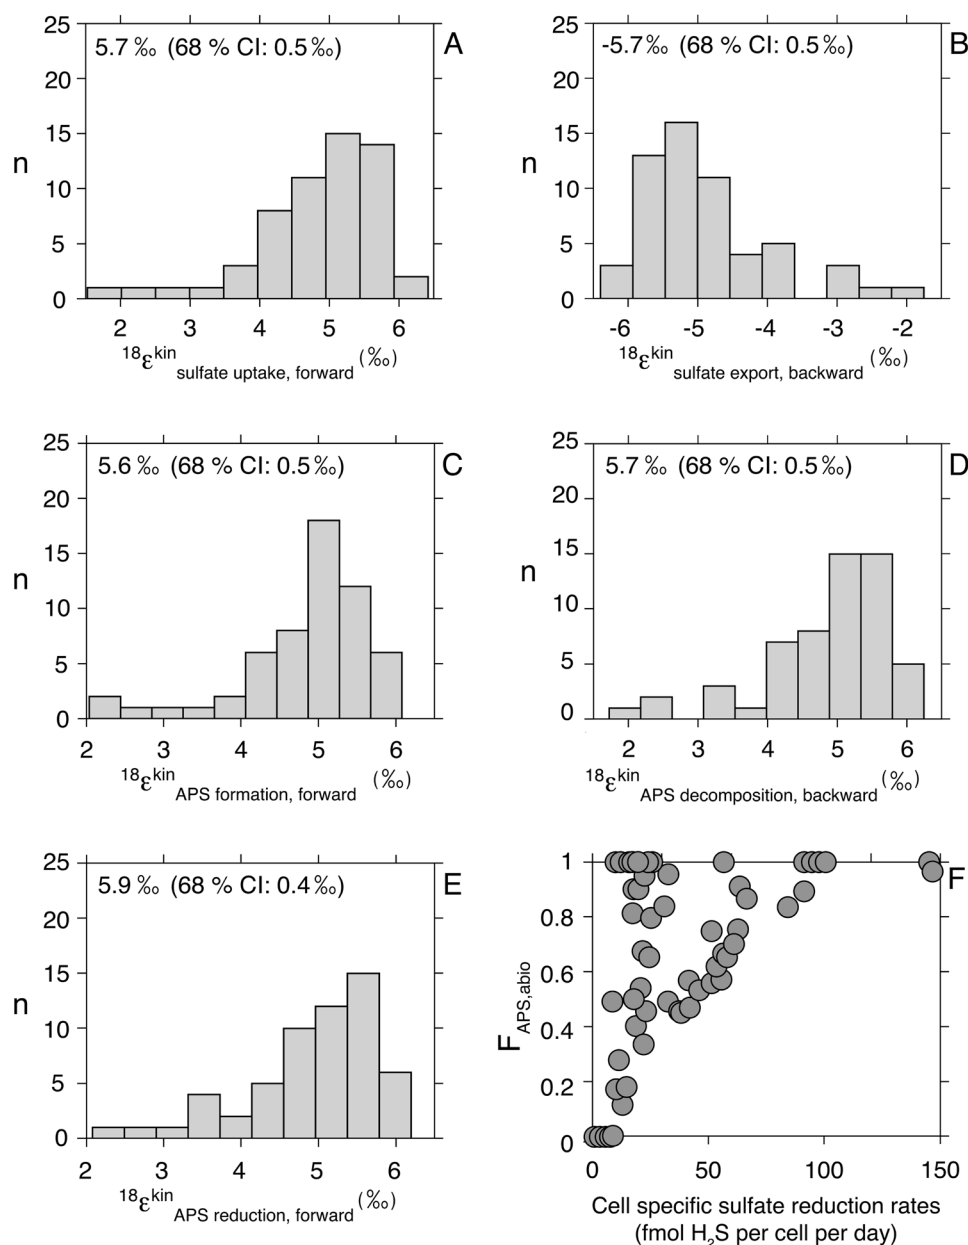 5.7 ‰ (68 % CI: 0.5 ‰)
A
25
20
15
10
5
0
n
2 3 4 5 6
18εkin sulfate uptake, forward (‰)
-5.7 ‰ (68 % CI: 0.5 ‰)
B
25
20
15
10
5
0
n
-6 -5 -4 -3 -2
18εkin sulfate export, backward (‰)
5.6 ‰ (68 % CI: 0.5 ‰)
C
25
20
15
10
5
0
n
2 3 4 5 6
18εkin APS formation, forward (‰)
5.7 ‰ (68 % CI: 0.5 ‰)
D
25
20
15
10
5
0
n
2 3 4 5 6
18εkin APS decomposition, backward (‰)
5.9 ‰ (68 % CI: 0.4 ‰)
E
25
20
15
10
5
0
n
2 3 4 5 6
18εkin APS reduction, forward (‰)
F
1
0.8
0.6
0.4
0.2
0
FAPS,abio
0 50 100 150
Cell specific sulfate reduction rates
(fmol H2S per cell per day)